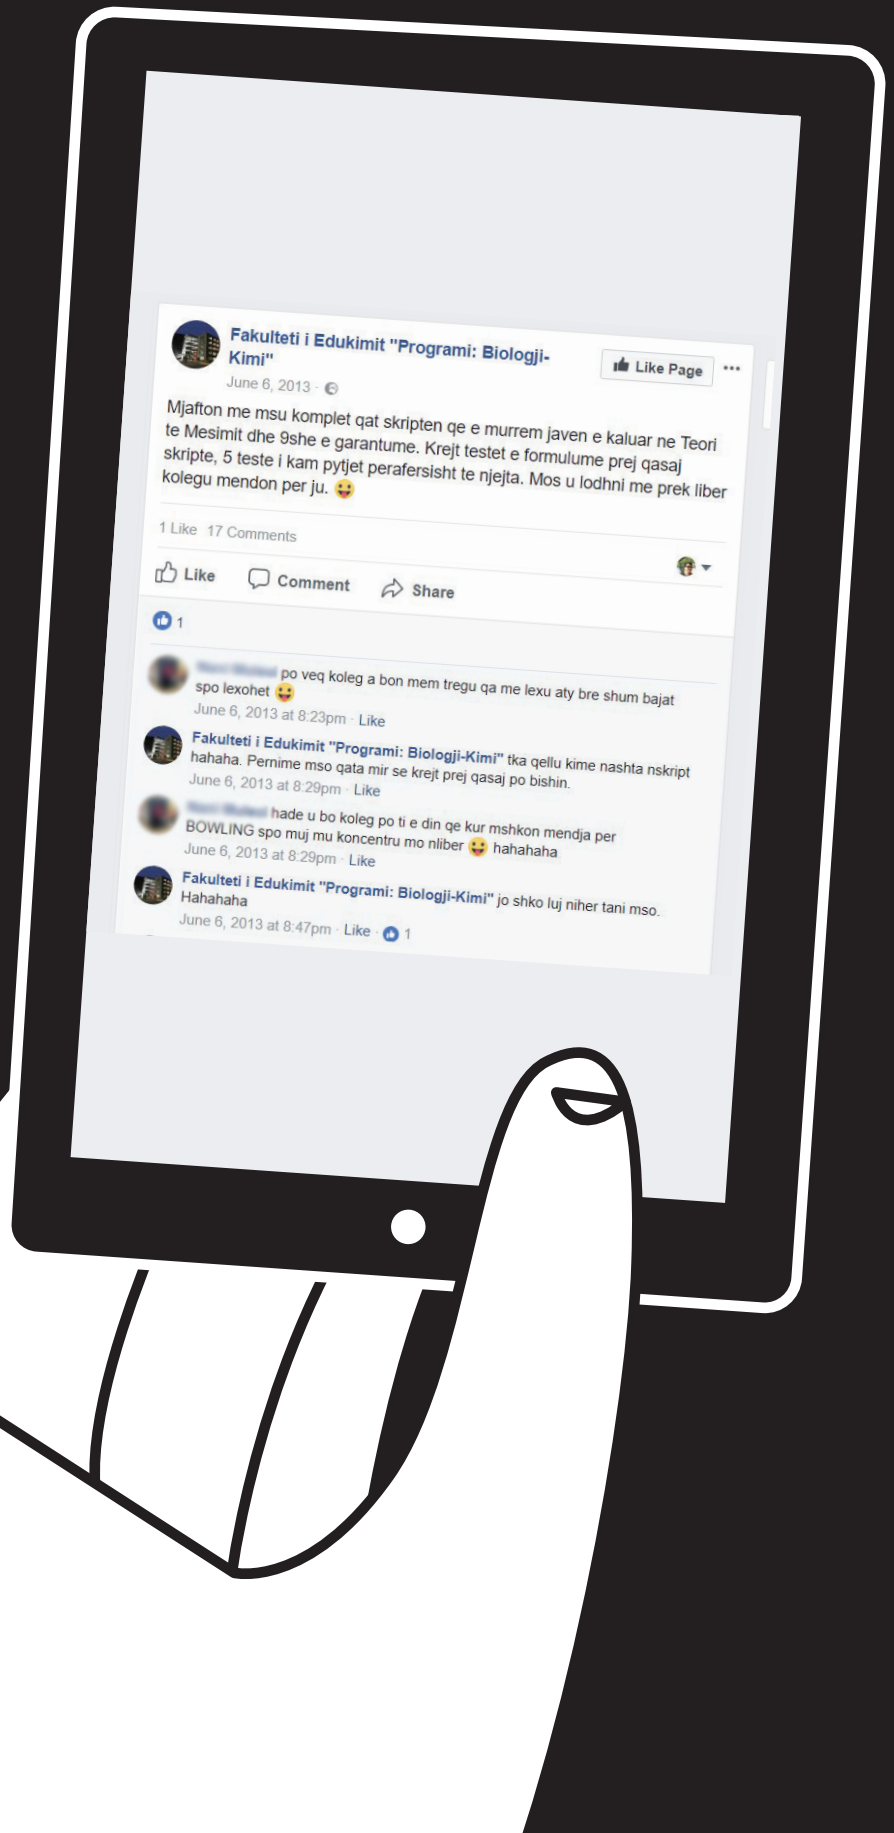 Fakulteti i Edukimit "Programi: Biologji-
Kimi"
Like Page
June 6, 2013 ·
Mjafton me msu komplet qat skripten qe e murrem javen e kaluar ne Teori
te Mesimit dhe 9she e garantume. Krejt testet e formulume prej qasaj
skripte, 5 teste i kam pytjet perafersisht te njejta. Mos u lodhni me prek liber
kolegu mendon per ju. 😛
1 Like 17 Comments
Like Comment Share
1
po veq koleg a bon mem tregu qa me lexu aty bre shum bajat
spo lexohet 😛
June 6, 2013 at 8:23pm · Like
Fakulteti i Edukimit "Programi: Biologji-Kimi" tka qellu kime nashta nskript
hahaha. Pernime mso qata mir se krejt prej qasaj po bishin.
June 6, 2013 at 8:29pm · Like
hade u bo koleg po ti e din qe kur mshkon mendja per
BOWLING spo muj mu koncentru mo nliber 😛 hahahaha
June 6, 2013 at 8:29pm · Like
Fakulteti i Edukimit "Programi: Biologji-Kimi" jo shko luj niher tani mso.
Hahahaha
June 6, 2013 at 8:47pm · Like · 1